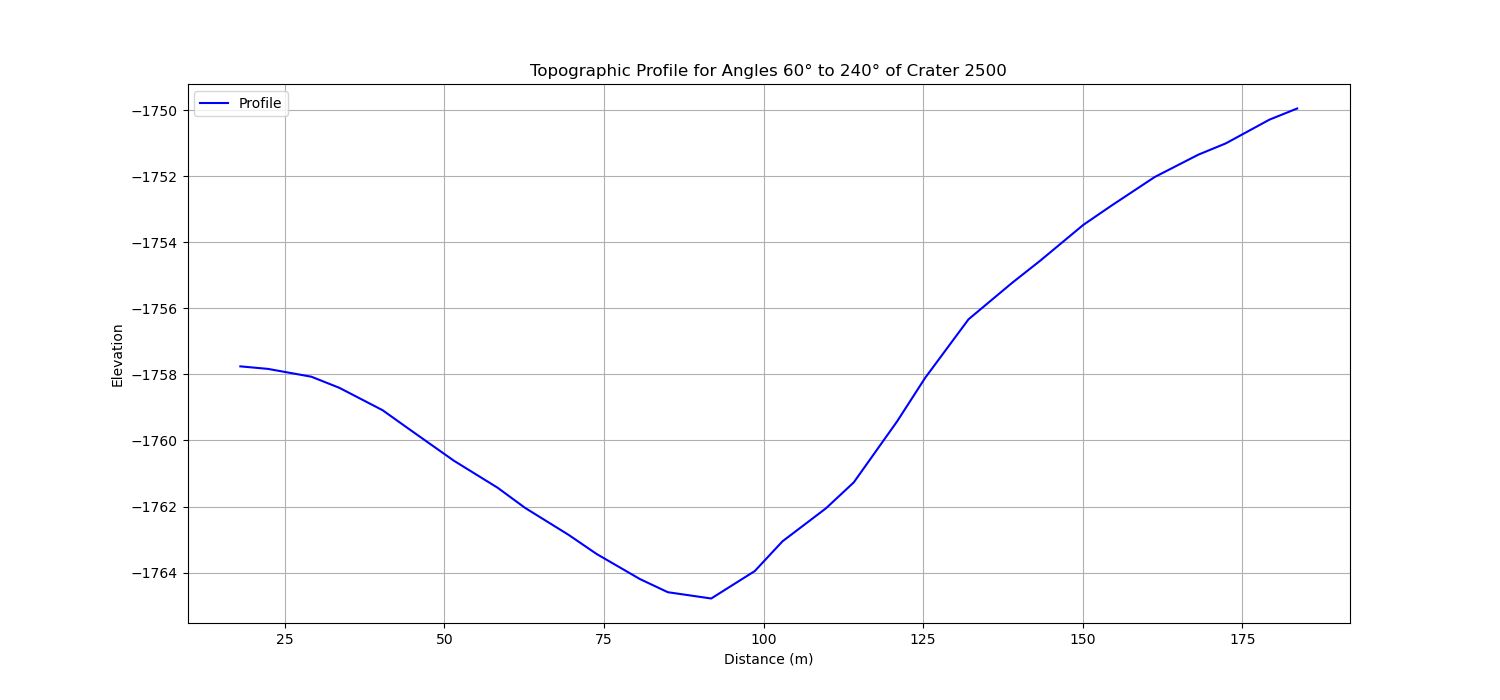 Topographic Profile for Angles 60° to 240° of Crater 2500
Profile
−1750
−1752
−1754
−1756
−1758
−1760
−1762
−1764
Elevation
25 50 75 100 125 150 175
Distance (m)